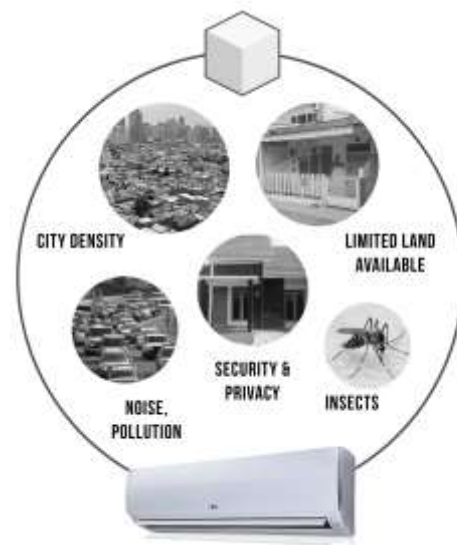 CITY DENSITY
LIMITED LAND
AVAILABLE
SECURITY &
PRIVACY
NOISE,
POLLUTION
INSECTS